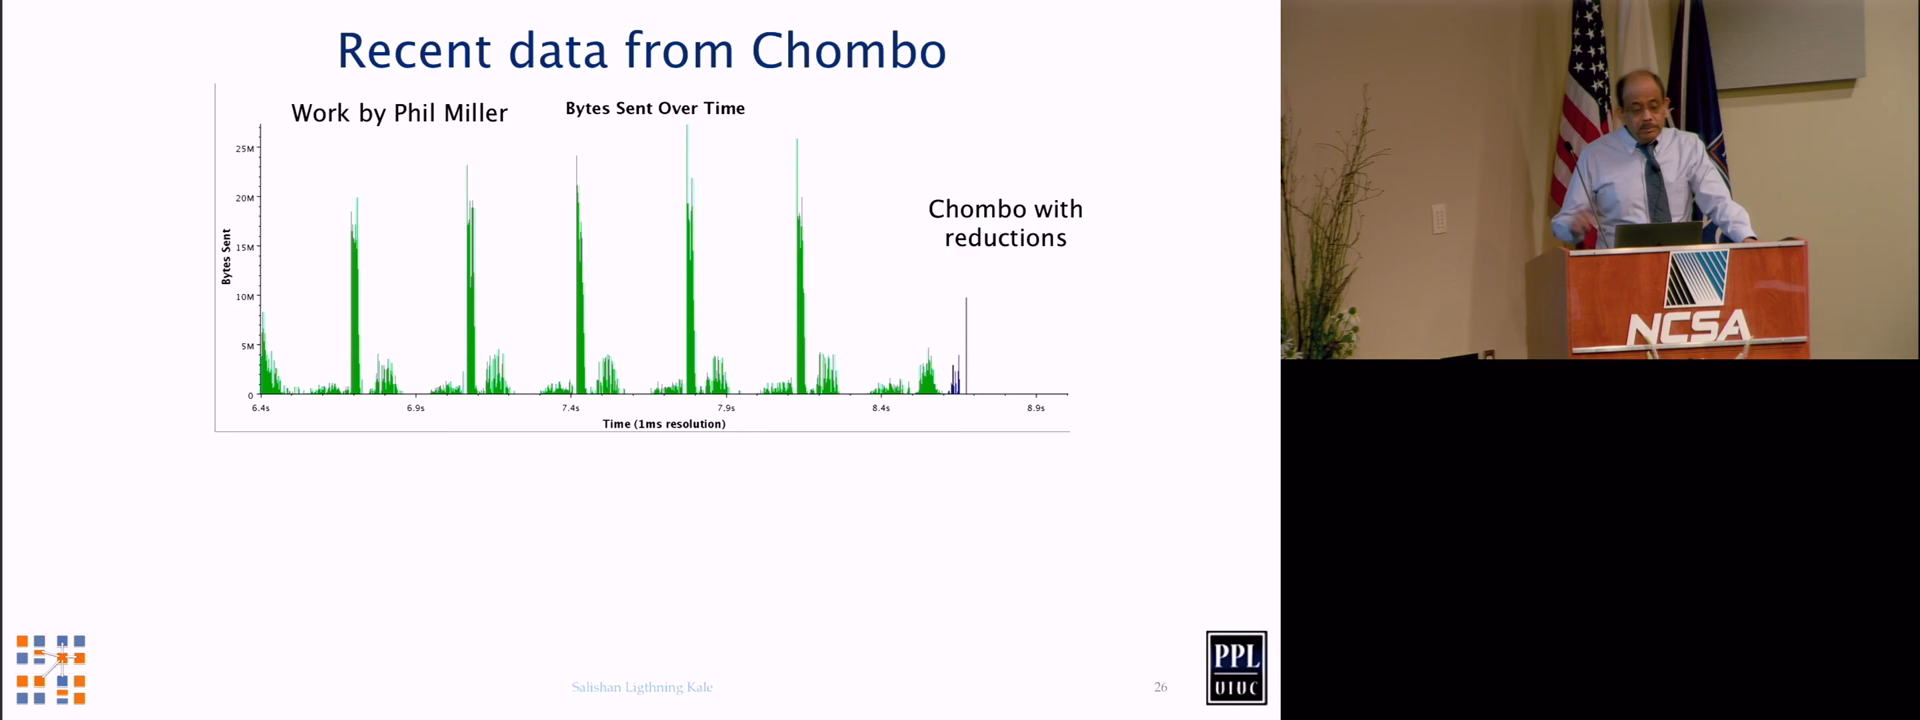 Recent data from Chombo
Work by Phil Miller
Bytes Sent Over Time
25M
20M
15M
10M
5M
0
Bytes Sent
6.4s
6.9s
7.4s
7.9s
8.4s
8.9s
Time (1ms resolution)
Chombo with
reductions
Salishan Ligthning Kale
26
PPL
UIUC
NCSA